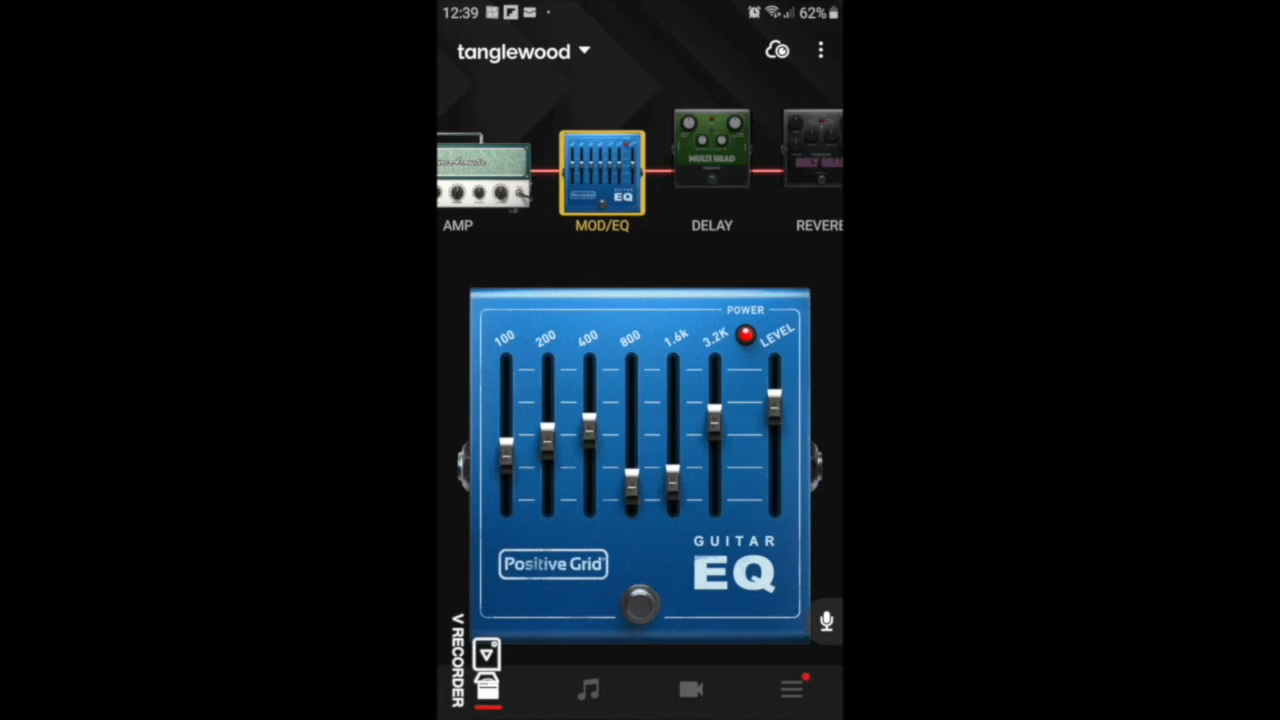 12:39
62%
tanglewood
MULTI HEAD
EQ
AMP
MOD/EQ
DELAY
REVERB
POWER
100 200 400 800 1.6k 3.2K LEVEL
GUITAR
EQ
Positive Grid
V RECORDER